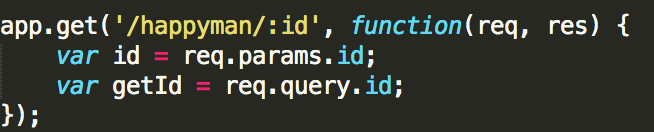 app.get('/happyman/:id', function(req, res) {
    var id = req.params.id;
    var getId = req.query.id;
});